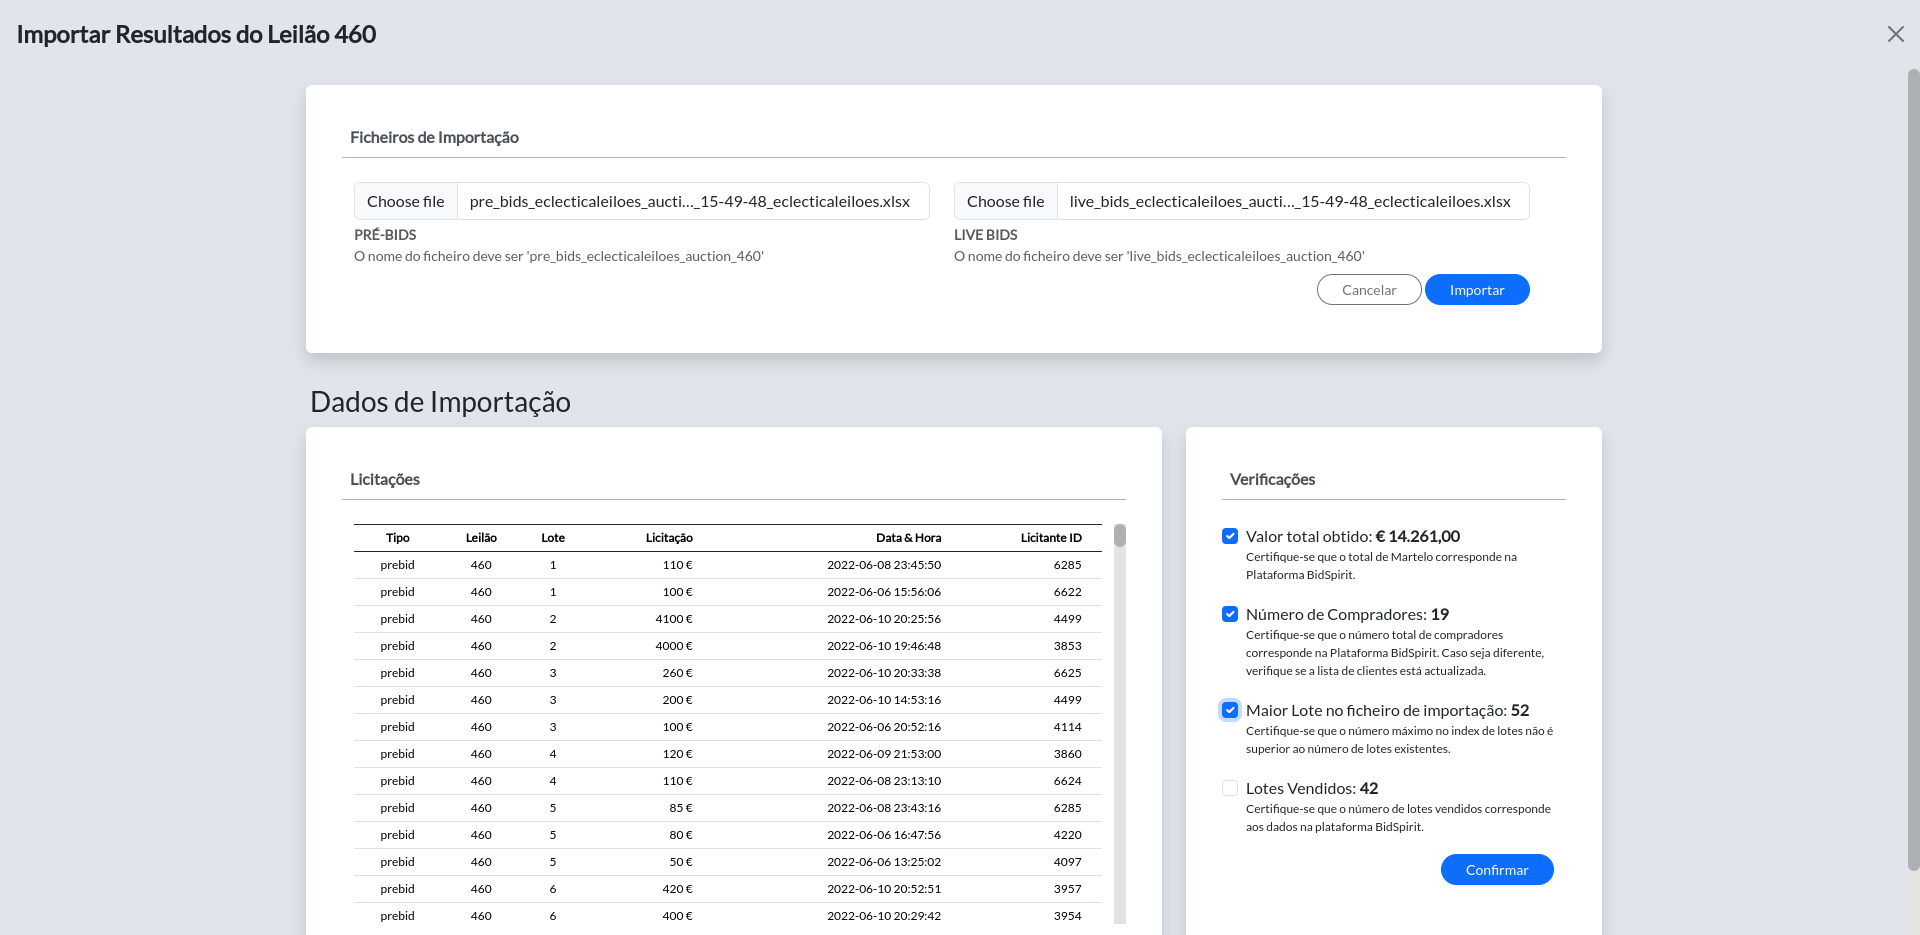 Importar Resultados do Leilão 460
Ficheiros de Importação
Choose file pre_bids_eclecticaleiloes_aucti..._15-49-48_eclecticaleiloes.xlsx
PRÉ-BIDS
O nome do ficheiro deve ser 'pre_bids_eclecticaleiloes_auction_460'
Choose file live_bids_eclecticaleiloes_aucti..._15-49-48_eclecticaleiloes.xlsx
LIVE BIDS
O nome do ficheiro deve ser 'live_bids_eclecticaleiloes_auction_460'
Cancelar Importar
Dados de Importação
Licitações
Tipo Leilão Lote Licitação Data & Hora Licitante ID
prebid 460 1 110 € 2022-06-08 23:45:50 6285
prebid 460 1 100 € 2022-06-06 15:56:06 6622
prebid 460 2 4100 € 2022-06-10 20:25:56 4499
prebid 460 2 4000 € 2022-06-10 19:46:48 3853
prebid 460 3 260 € 2022-06-10 20:33:38 6625
prebid 460 3 200 € 2022-06-10 14:53:16 4499
prebid 460 3 100 € 2022-06-06 20:52:16 4114
prebid 460 4 120 € 2022-06-09 21:53:00 3860
prebid 460 4 110 € 2022-06-08 23:13:10 6624
prebid 460 5 85 € 2022-06-08 23:43:16 6285
prebid 460 5 80 € 2022-06-06 16:47:56 4220
prebid 460 5 50 € 2022-06-06 13:25:02 4097
prebid 460 6 420 € 2022-06-10 20:52:51 3957
prebid 460 6 400 € 2022-06-10 20:29:42 3954
Verificações
Valor total obtido: € 14.261,00
Certifique-se que o total de Martelo corresponde na
Plataforma BidSpirit.
Número de Compradores: 19
Certifique-se que o número total de compradores
corresponde na Plataforma BidSpirit. Caso seja diferente,
verifique se a lista de clientes está actualizada.
Maior Lote no ficheiro de importação: 52
Certifique-se que o número máximo no index de lotes não é
superior ao número de lotes existentes.
Lotes Vendidos: 42
Certifique-se que o número de lotes vendidos corresponde
aos dados na plataforma BidSpirit.
Confirmar